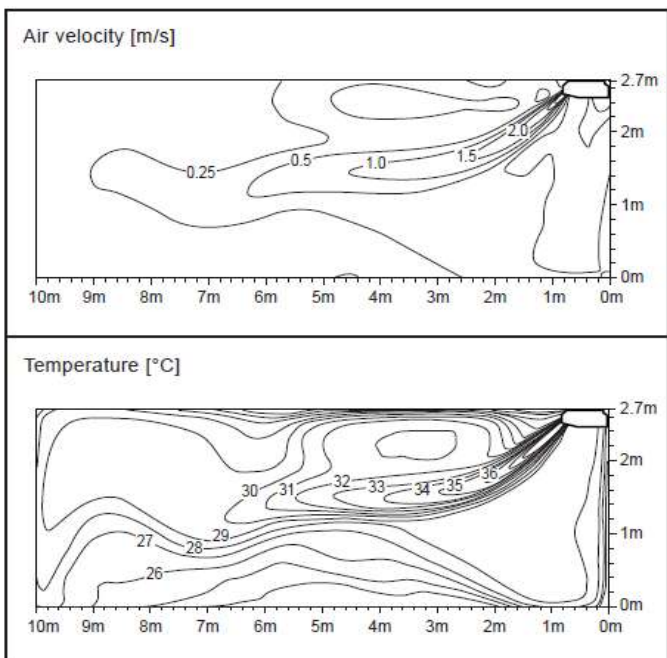 Air velocity [m/s]
2.7m
2.0
2m
0.5
1.0
1.5
0.25
1m
0m
10m 9m 8m 7m 6m 5m 4m 3m 2m 1m 0m
Temperature [°C]
2.7m
2m
36
30 31 32 33 34 35
1m
27 28 29
26
0m
10m 9m 8m 7m 6m 5m 4m 3m 2m 1m 0m